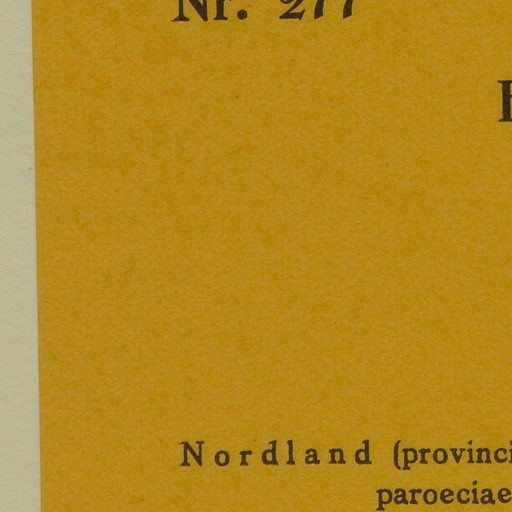 Nr. 277
Nordland (provinci
paroeciae